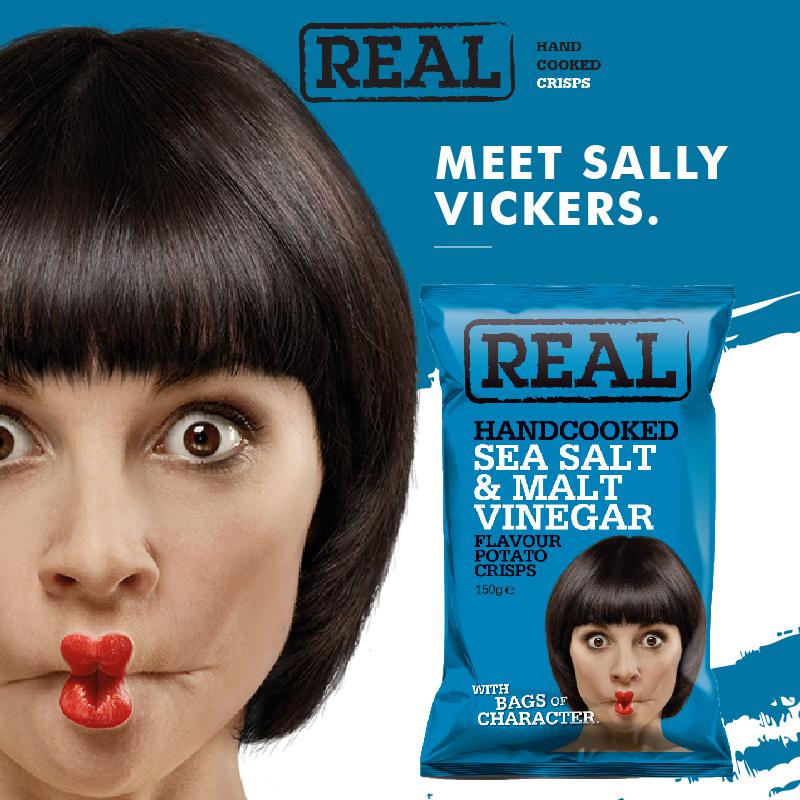 REAL
HAND
COOKED
CRISPS
MEET SALLY
VICKERS.
REAL
HANDCOOKED
SEA SALT
& MALT
VINEGAR
FLAVOUR
POTATO
CRISPS
150g e
WITH
BAGS OF
CHARACTER.